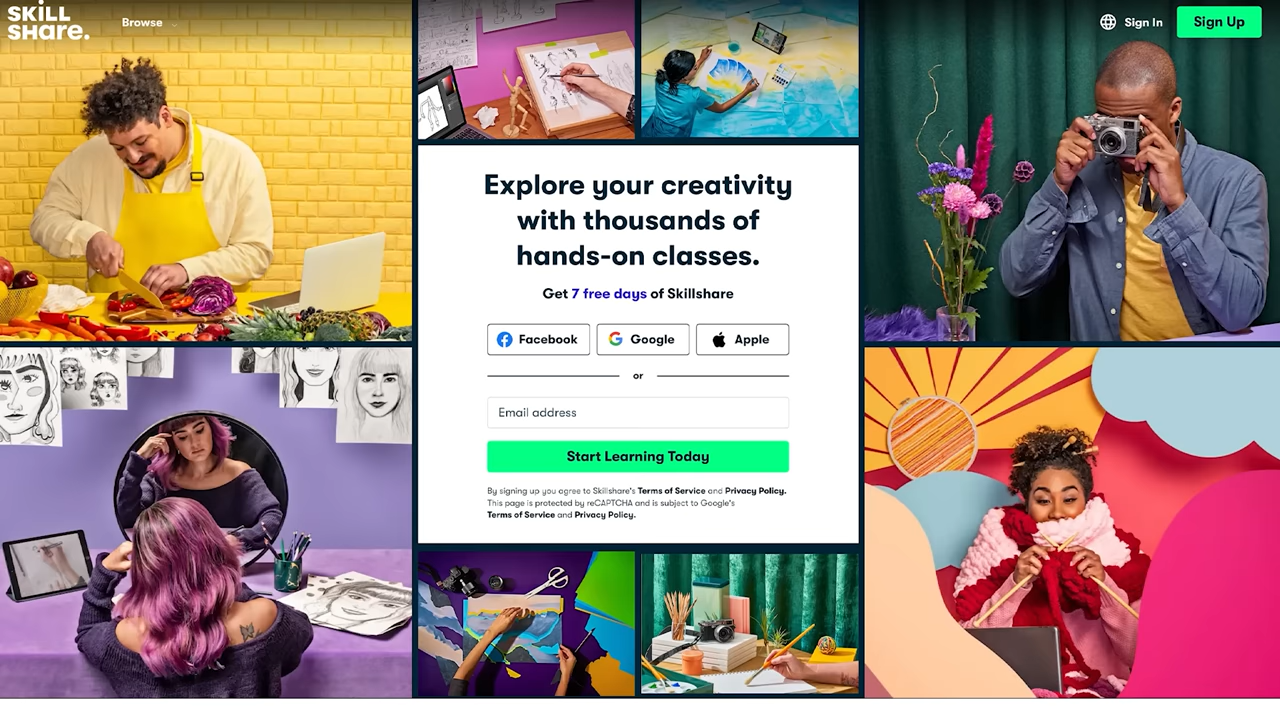 SKiLL
SHare.
Browse
Sign In
Sign Up
Explore your creativity
with thousands of
hands-on classes.
Get 7 free days of Skillshare
Facebook
Google
Apple
or
Email address
Start Learning Today
By signing up you agree to Skillshare's Terms of Service and Privacy Policy.
This page is protected by reCAPTCHA and is subject to Google's
Terms of Service and Privacy Policy.